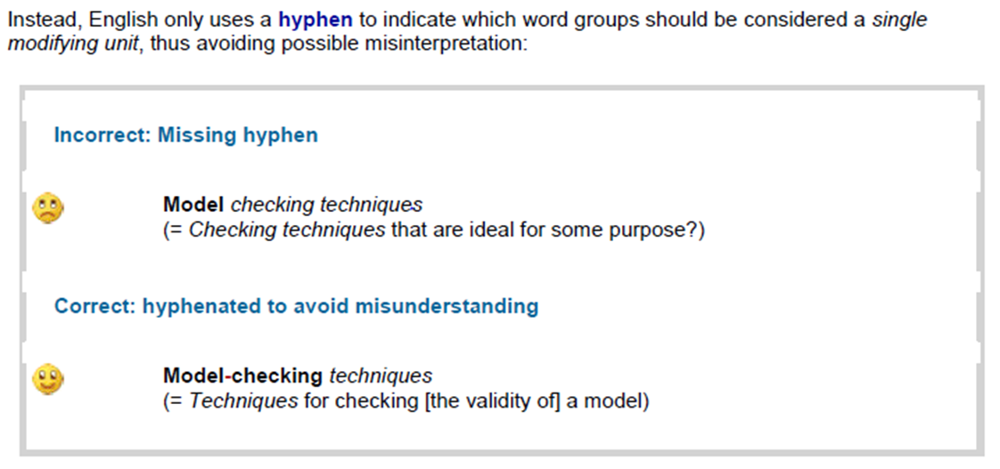 Instead, English only uses a hyphen to indicate which word groups should be considered a single
modifying unit, thus avoiding possible misinterpretation:
Incorrect: Missing hyphen
Model checking techniques
(= Checking techniques that are ideal for some purpose?)
Correct: hyphenated to avoid misunderstanding
Model-checking techniques
(= Techniques for checking [the validity of] a model)